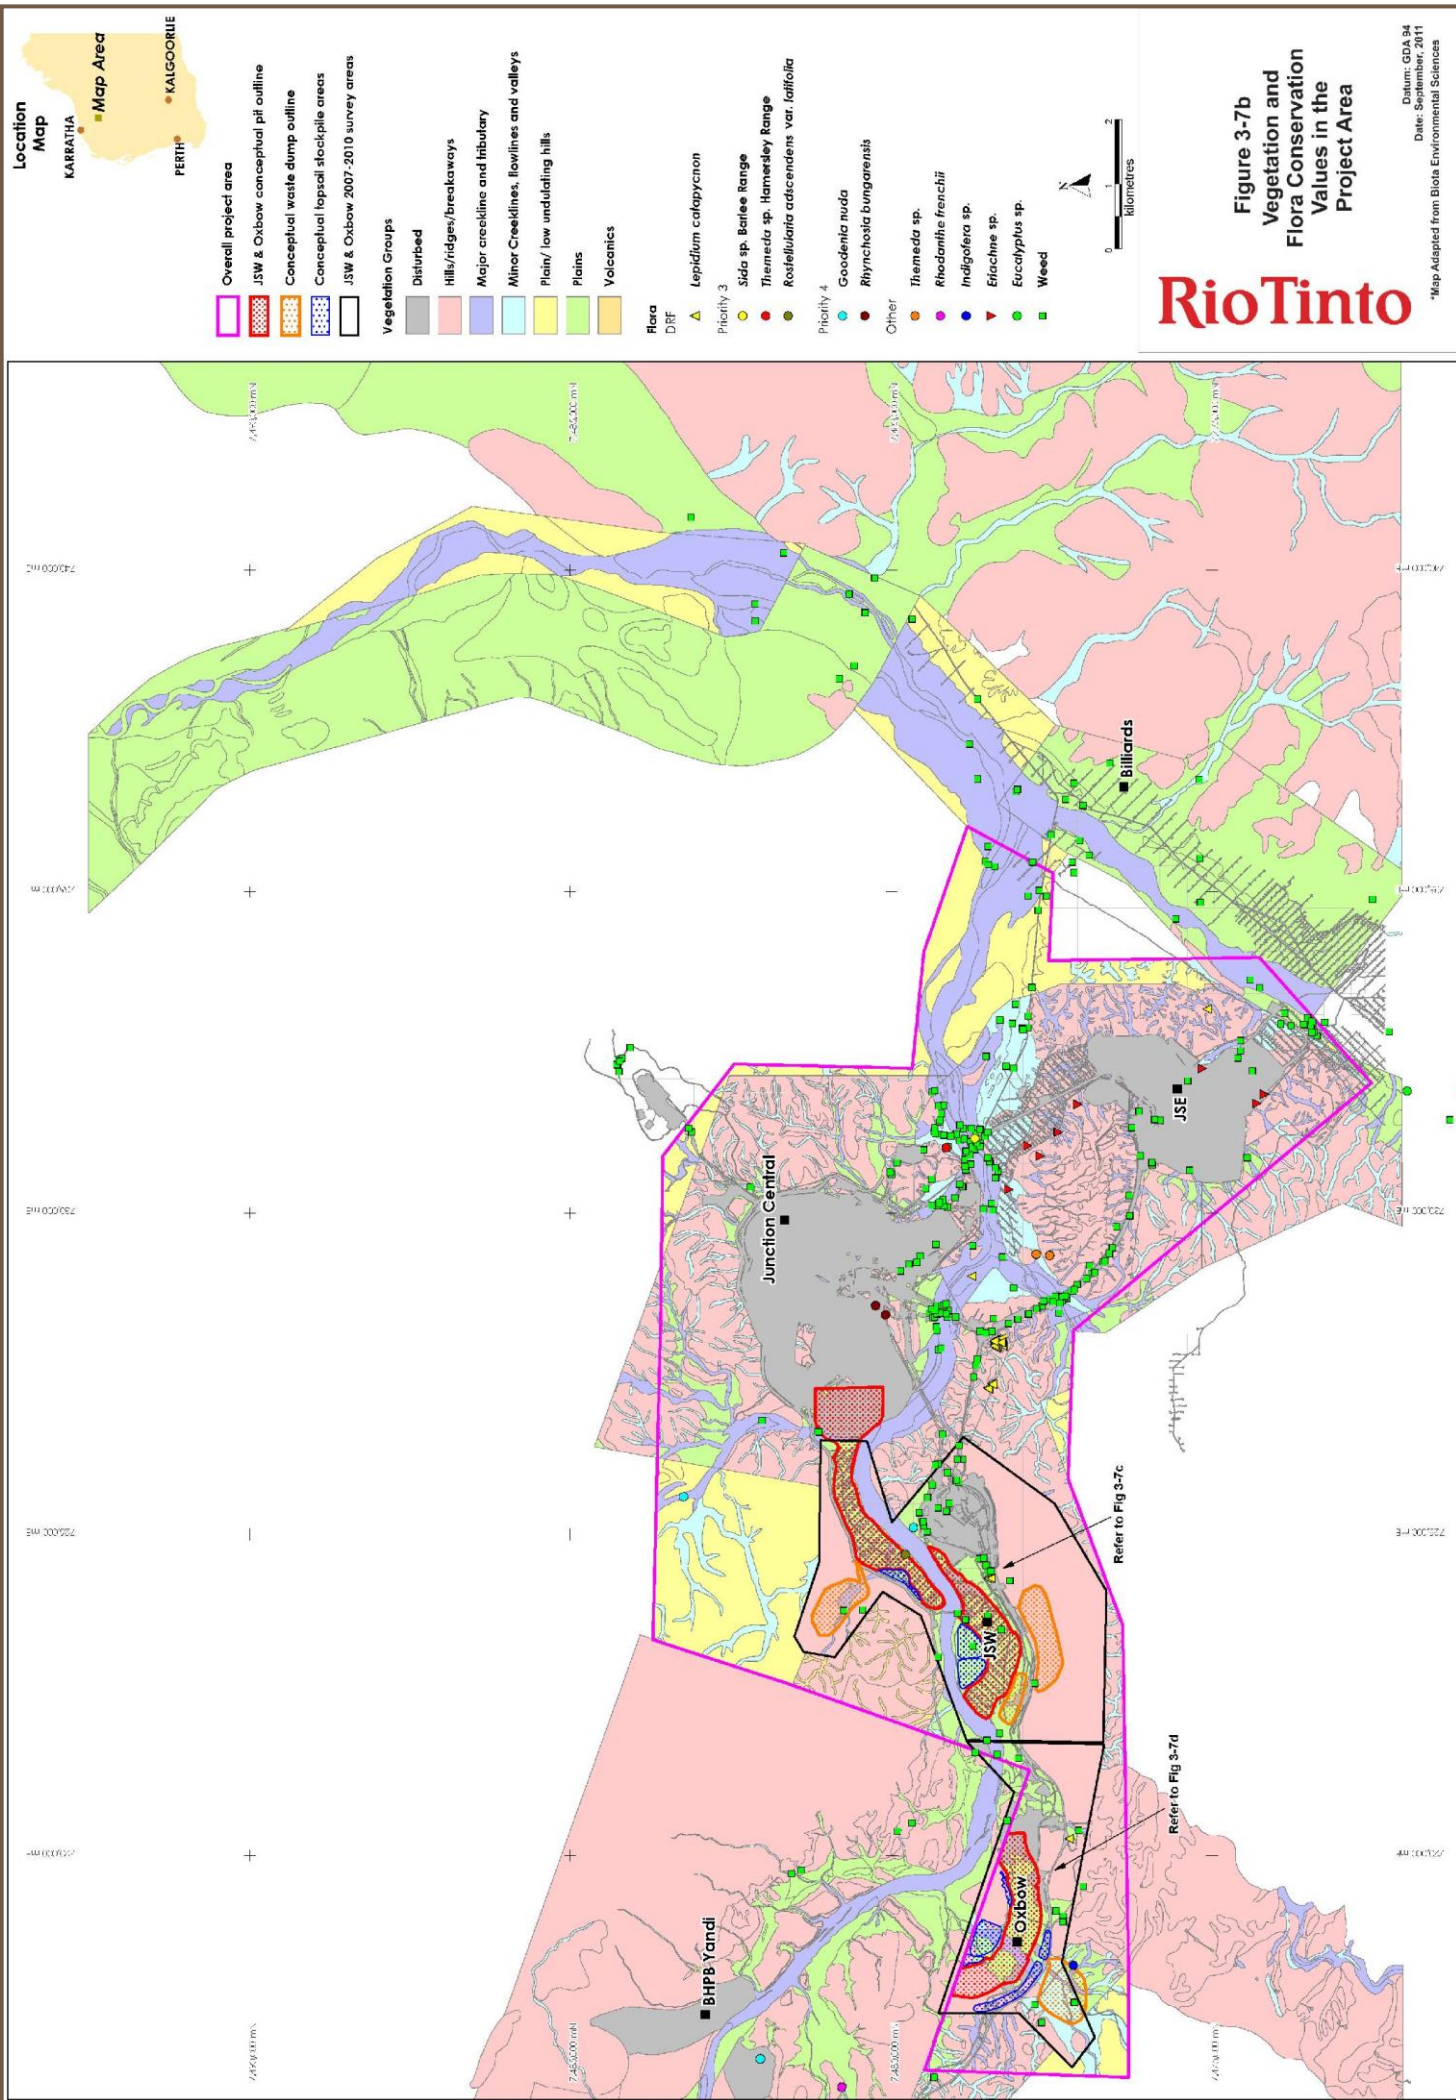 Location
Map
KARRATHA
Map Area
KALGOORLIE
PERTH
Overall project area
JSW & Oxbow conceptual pit outline
Conceptual waste dump outline
Conceptual topsoil stockpile areas
JSW & Oxbow 2007-2010 survey areas
Vegetation Groups
Disturbed
Hills/ridges/breakaways
Major creekline and tributary
Minor Creeklines, flowlines and valleys
Plain/ low undulating hills
Plains
Volcanics
Flora
DRF
Lepidium catapycnon
Priority 3
Sida sp. Barlee Range
Themeda sp. Hamersley Range
Rostellularia adscendens var. latifolia
Priority 4
Goodenia nuda
Rhynchosia bungarensis
Other
Themeda sp.
Rhodanthe frenchii
Indigofera sp.
Eriachne sp.
Eucalyptus sp.
Weed
N
0 1 2
kilometres
Figure 3-7b
Vegetation and
Flora Conservation
Values in the
Project Area
RioTinto
Datum: GDA 94
Date: September, 2011
*Map Adapted from Biota Environmental Sciences
BHPB Yandi
Junction Central
Oxbow
JSW
JSE
Billiards
Refer to Fig 3-7d
Refer to Fig 3-7c